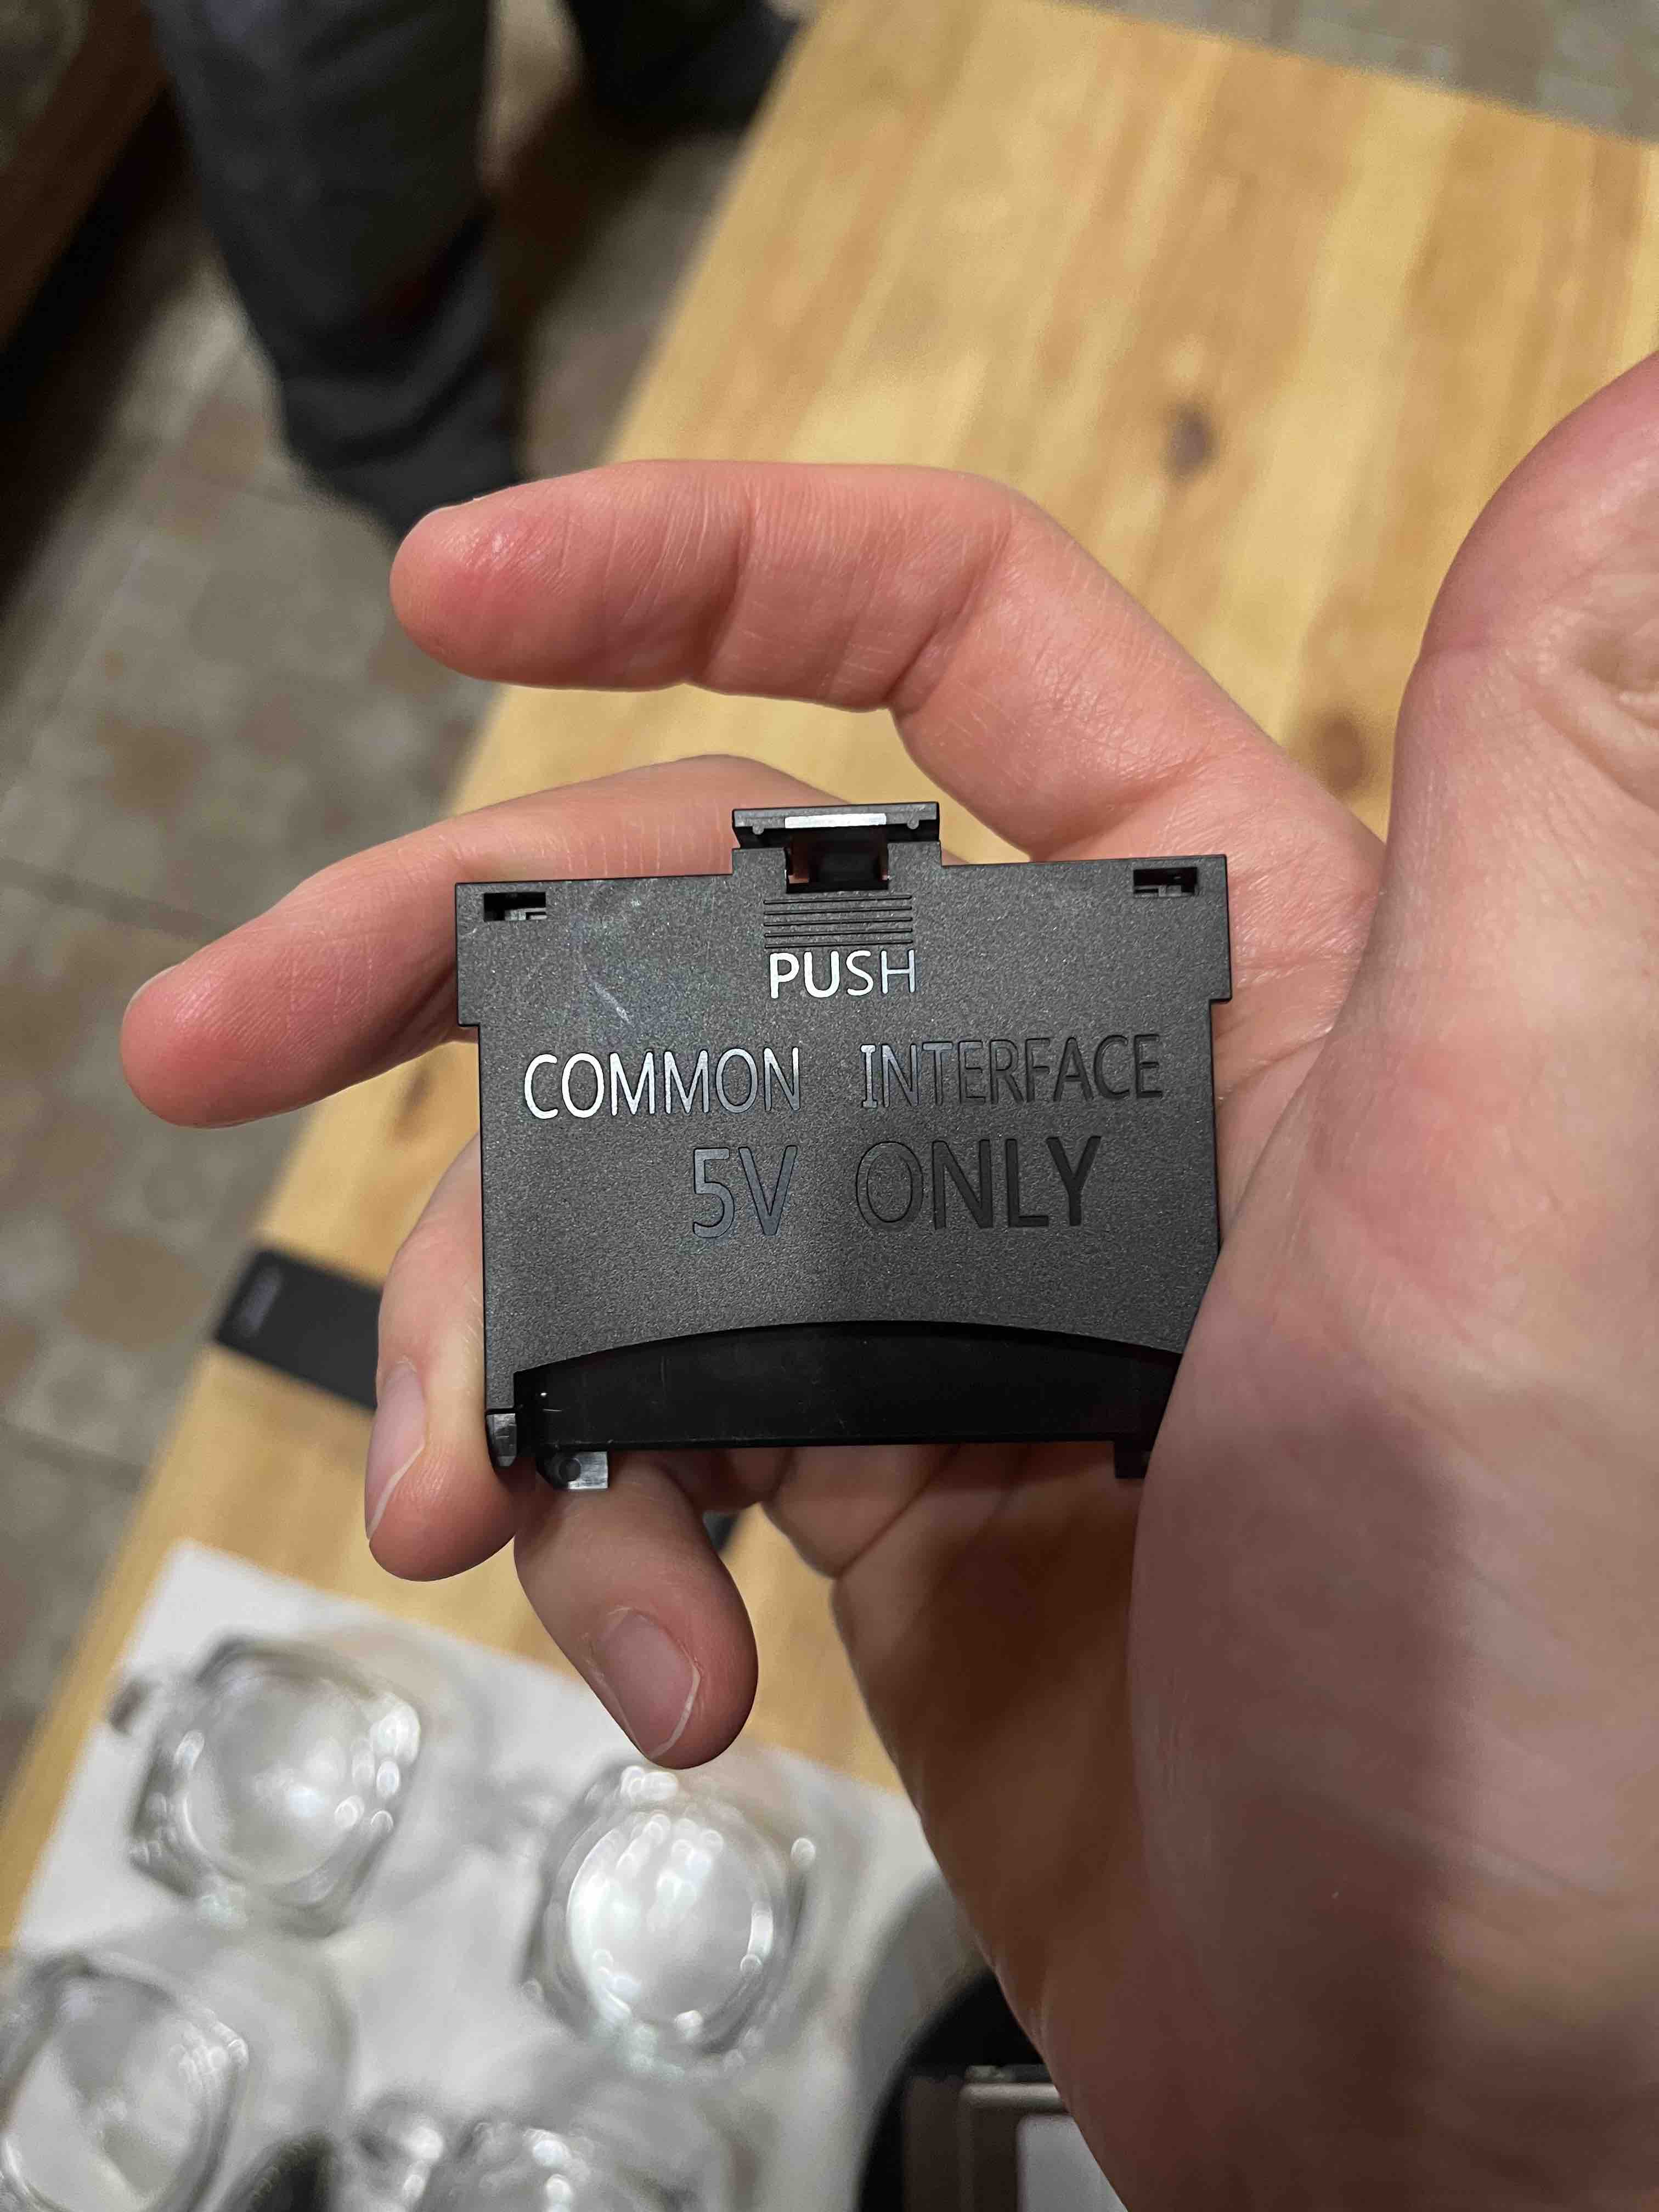 PUSH
COMMON INTERFACE
5V ONLY